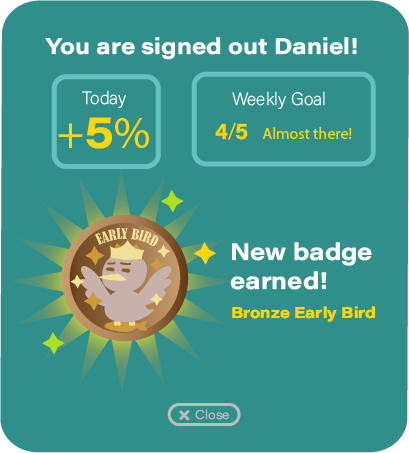 You are signed out Daniel!
Today
+5%
Weekly Goal
4/5 Almost there!
EARLY BIRD
New badge
earned!
Bronze Early Bird
Close